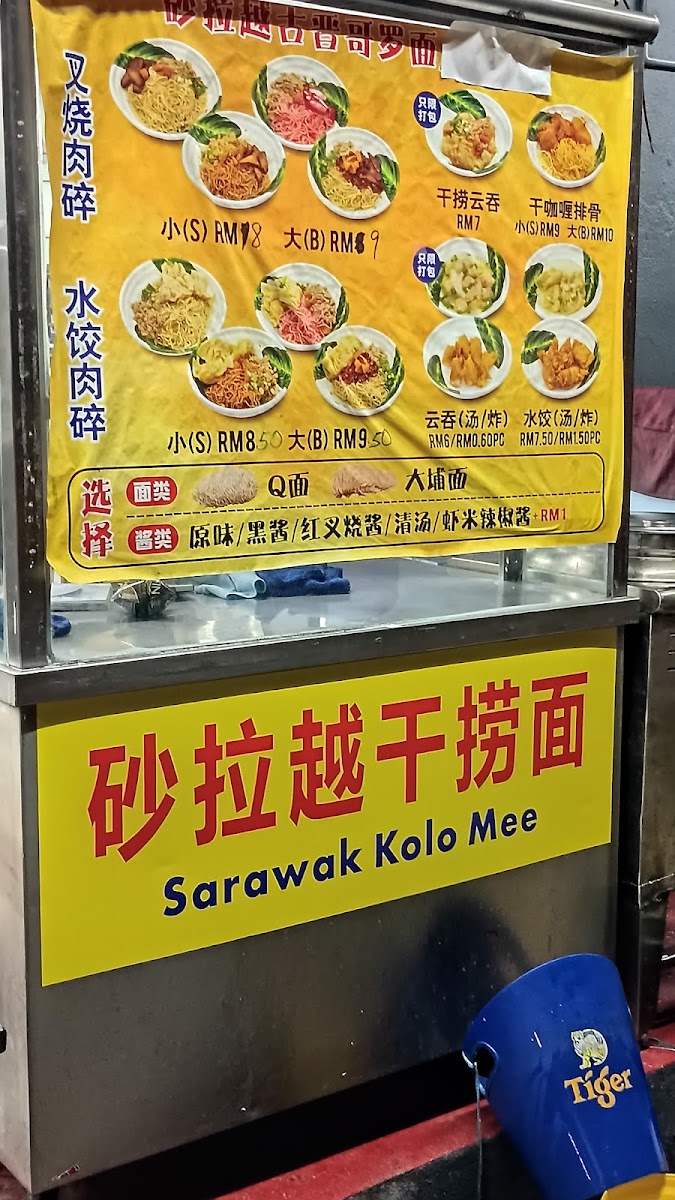 砂拉越古晋哥罗面
叉烧肉碎
小(S) RM8 大(B) RM9
只限打包
干捞云吞
RM7
干咖喱排骨
小(S)RM9 大(B)RM10
水饺肉碎
小(S) RM8.50 大(B) RM9.50
只限打包
云吞(汤/炸)
RM6/RM0.60PC
水饺(汤/炸)
RM7.50/RM1.50PC
选择
面类 Q面 大埔面
酱类 原味/黑酱/红叉烧酱/清汤/虾米辣椒酱+RM1
砂拉越干捞面
Sarawak Kolo Mee
Tiger